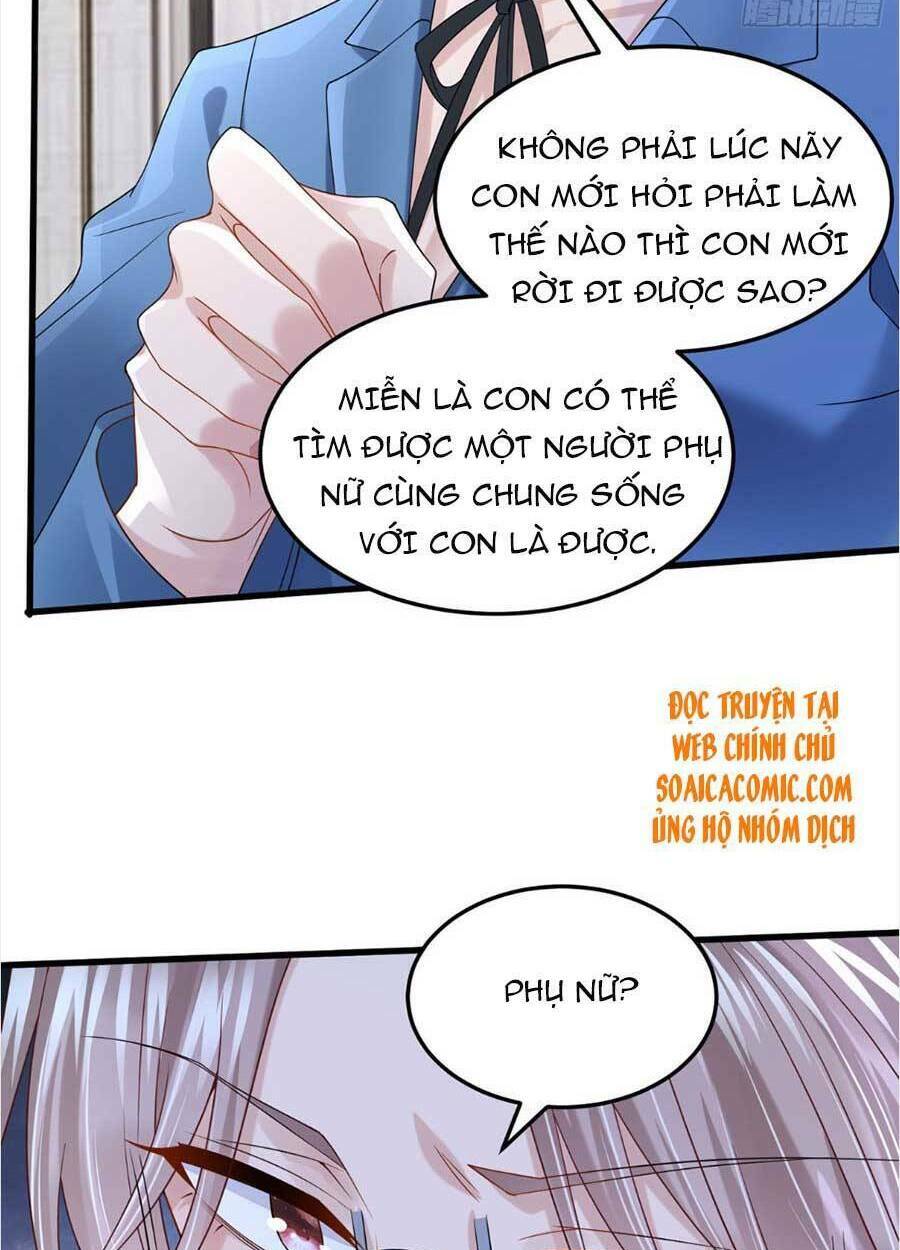 KHÔNG PHẢI LÚC NÃY
CON MỚI HỎI PHẢI LÀM
THẾ NÀO THÌ CON MỚI
RỜI ĐI ĐƯỢC SAO?
MIỄN LÀ CON CÓ THỂ
TÌM ĐƯỢC MỘT NGƯỜI PHỤ
NỮ CÙNG CHUNG SỐNG
VỚI CON LÀ ĐƯỢC.
ĐỌC TRUYỆN TẠI
WEB CHÍNH CHỦ
SOAICACOMIC.COM
ỦNG HỘ NHÓM DỊCH
PHỤ NỮ?